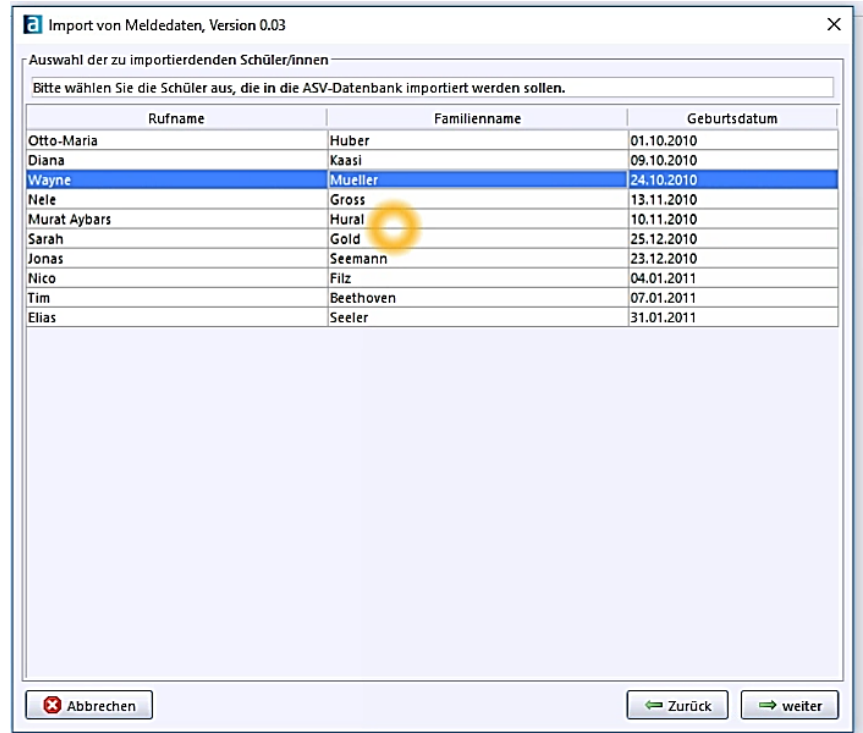 a Import von Meldedaten, Version 0.03
Auswahl der zu importierdenden Schüler/innen
Bitte wählen Sie die Schüler aus, die in die ASV-Datenbank importiert werden sollen.
Rufname Familienname Geburtsdatum
Otto-Maria Huber 01.10.2010
Diana Kaasi 09.10.2010
Wayne Mueller 24.10.2010
Nele Gross 13.11.2010
Murat Aybars Hural 10.11.2010
Sarah Gold 25.12.2010
Jonas Seemann 23.12.2010
Nico Filz 04.01.2011
Tim Beethoven 07.01.2011
Elias Seeler 31.01.2011
Abbrechen Zurück weiter